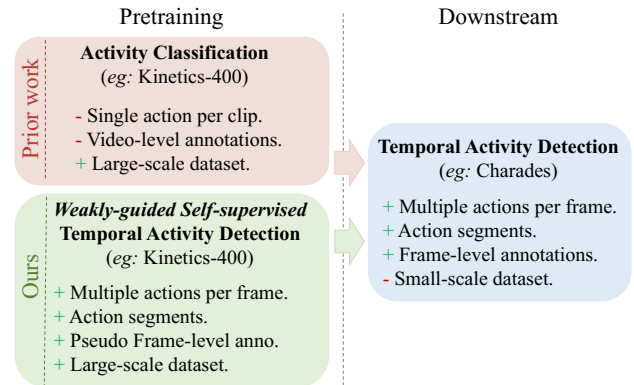 Pretraining
Downstream
Prior work
Activity Classification
(eg: Kinetics-400)
- Single action per clip.
- Video-level annotations.
+ Large-scale dataset.
Ours
Weakly-guided Self-supervised
Temporal Activity Detection
(eg: Kinetics-400)
+ Multiple actions per frame.
+ Action segments.
+ Pseudo Frame-level anno.
+ Large-scale dataset.
Temporal Activity Detection
(eg: Charades)
+ Multiple actions per frame.
+ Action segments.
+ Frame-level annotations.
- Small-scale dataset.